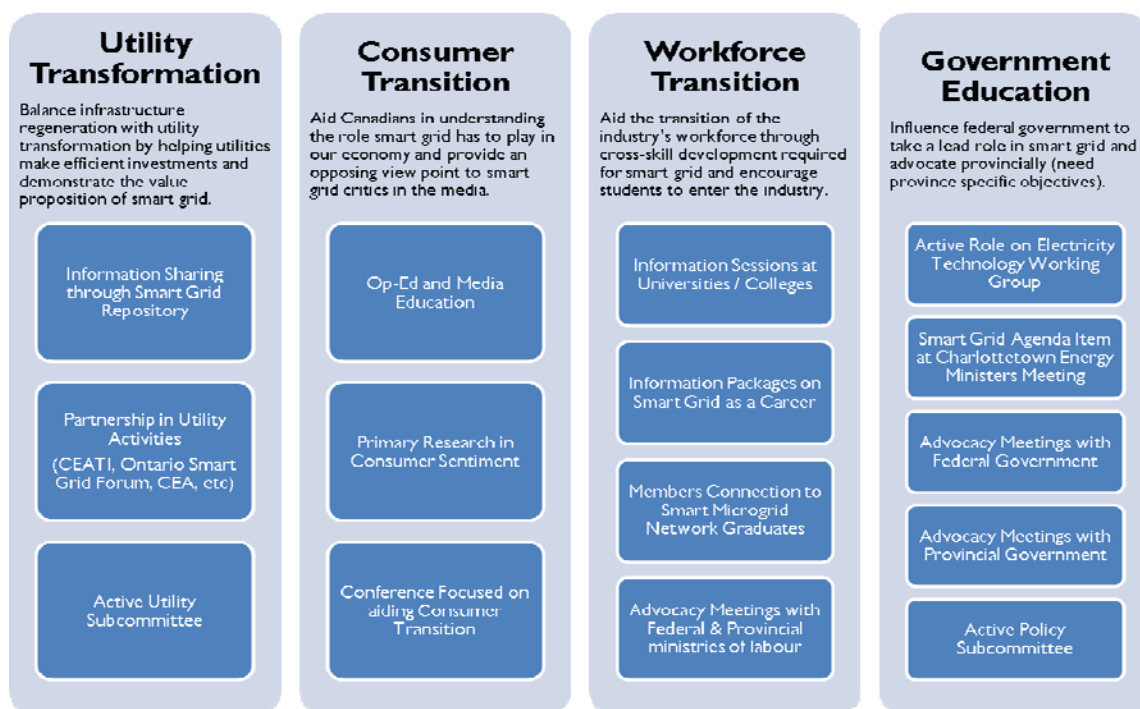 Utility
Transformation
Balance infrastructure
regeneration with utility
transformation by helping utilities
make efficient investments and
demonstrate the value
proposition of smart grid.
Information Sharing
through Smart Grid
Repository
Partnership in Utility
Activities
(CEATI, Ontario Smart
Grid Forum, CEA, etc)
Active Utility
Subcommittee
Consumer
Transition
Aid Canadians in understanding
the role smart grid has to play in
our economy and provide an
opposing view point to smart
grid critics in the media.
Op-Ed and Media
Education
Primary Research in
Consumer Sentiment
Conference Focused on
aiding Consumer
Transition
Workforce
Transition
Aid the transition of the
industry's workforce through
cross-skill development required
for smart grid and encourage
students to enter the industry.
Information Sessions at
Universities / Colleges
Information Packages on
Smart Grid as a Career
Members Connection to
Smart Microgrid
Network Graduates
Advocacy Meetings with
Federal & Provincial
ministries of labour
Government
Education
Influence federal government to
take a lead role in smart grid and
advocate provincially (need
province specific objectives).
Active Role on Electricity
Technology Working
Group
Smart Grid Agenda Item
at Charlottetown Energy
Ministers Meeting
Advocacy Meetings with
Federal Government
Advocacy Meetings with
Provincial Government
Active Policy
Subcommittee